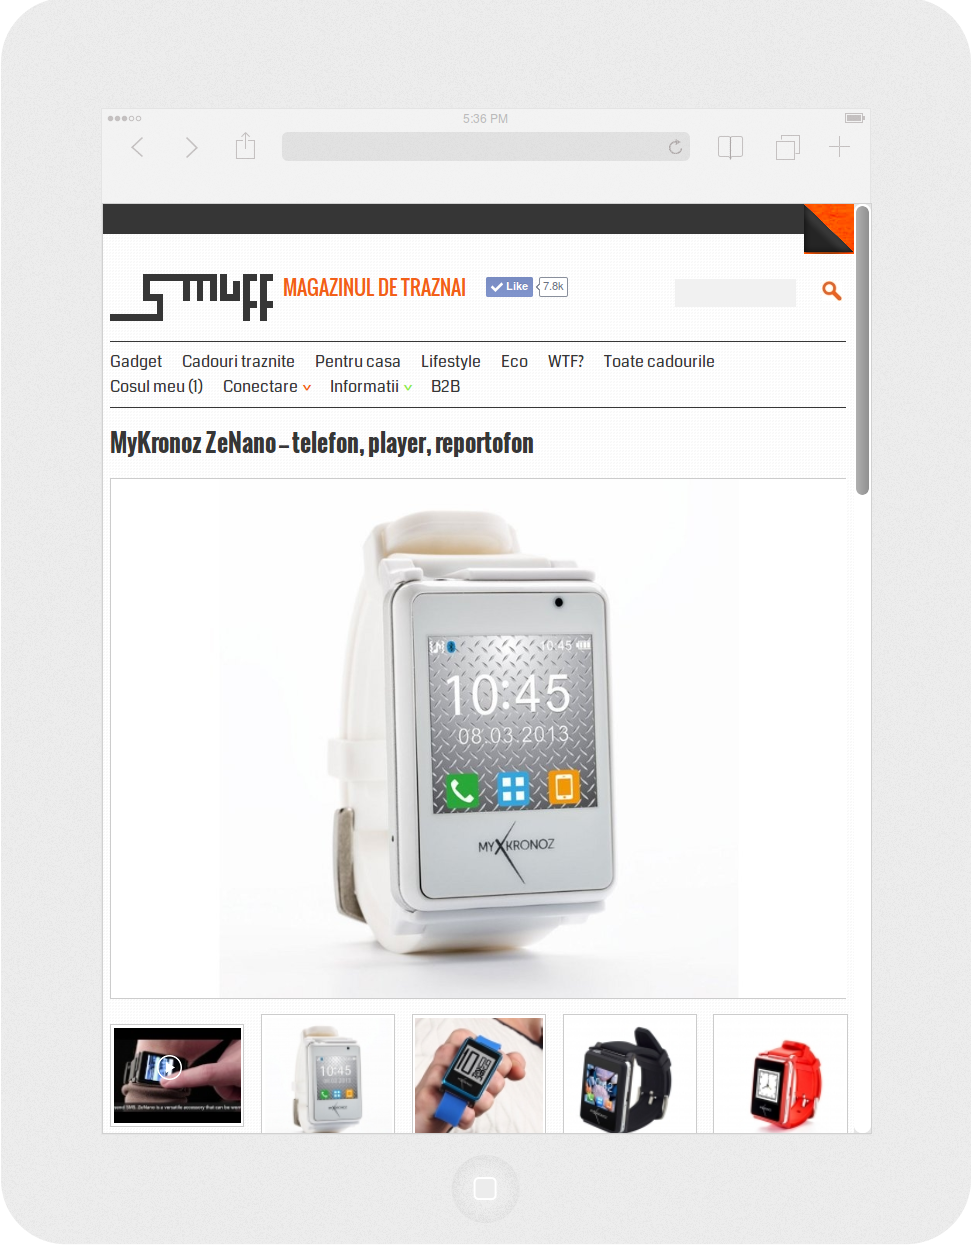 5:36 PM
SMUFF
MAGAZINUL DE TRAZNAI
Like
7.8k
Gadget Cadouri traznite Pentru casa Lifestyle Eco WTF? Toate cadourile
Cosul meu (1) Conectare Informatii B2B
MyKronoz ZeNano – telefon, player, reportofon
10:45
10:45
08.03.2013
MYKRONOZ
10:45